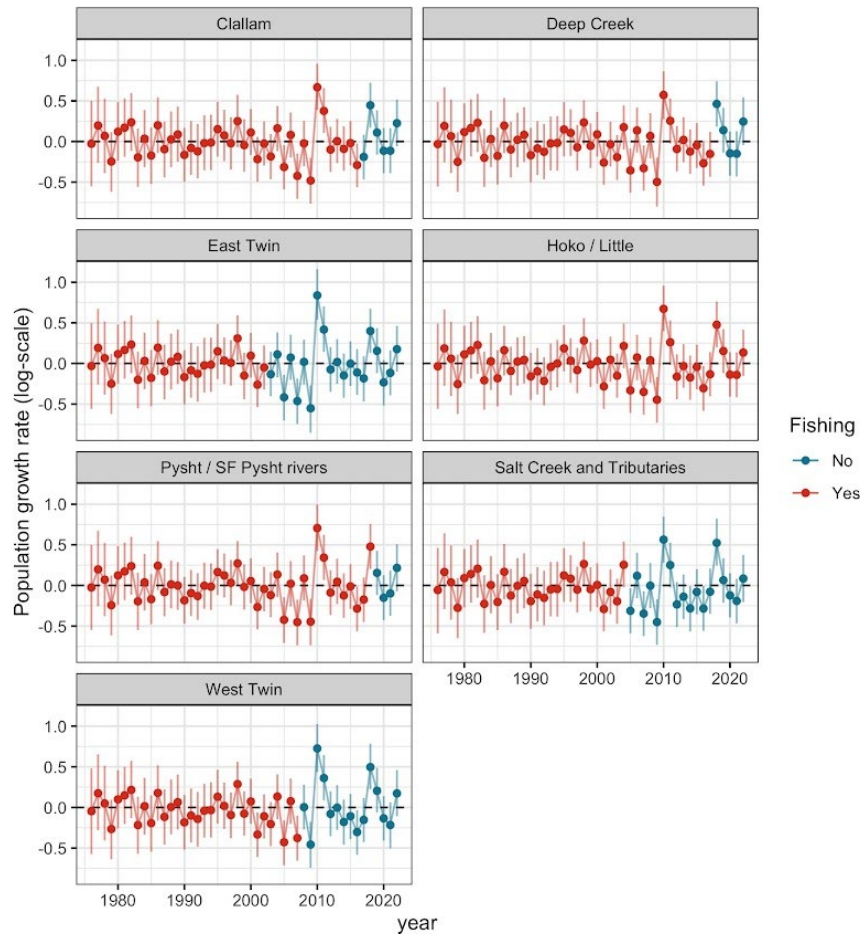 Clallam
Deep Creek
1.0
0.5
0.0
-0.5
East Twin
Hoko / Little
1.0
0.5
0.0
-0.5
Population growth rate (log-scale)
Fishing
No
Yes
Pysht / SF Pysht rivers
Salt Creek and Tributaries
1.0
0.5
0.0
-0.5
1980 1990 2000 2010 2020
West Twin
1.0
0.5
0.0
-0.5
1980 1990 2000 2010 2020
year